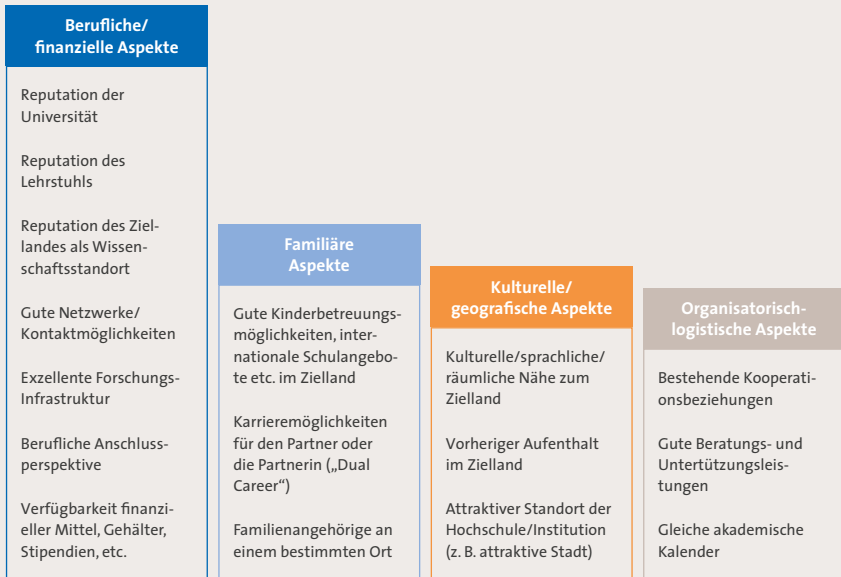 Berufliche/
finanzielle Aspekte
Reputation der
Universität
Reputation des
Lehrstuhls
Reputation des Ziel-
landes als Wissen-
schaftsstandort
Gute Netzwerke/
Kontaktmöglichkeiten
Exzellente Forschungs-
Infrastruktur
Berufliche Anschluss-
perspektive
Verfügbarkeit finanzi-
eller Mittel, Gehälter,
Stipendien, etc.
Familiäre
Aspekte
Gute Kinderbetreuungs-
möglichkeiten, inter-
nationale Schulangebo-
te etc. im Zielland
Karrieremöglichkeiten
für den Partner oder
die Partnerin („Dual
Career“)
Familienangehörige an
einem bestimmten Ort
Kulturelle/
geografische Aspekte
Kulturelle/sprachliche/
räumliche Nähe zum
Zielland
Vorheriger Aufenthalt
im Zielland
Attraktiver Standort der
Hochschule/Institution
(z. B. attraktive Stadt)
Organisatorisch-
logistische Aspekte
Bestehende Kooperati-
onsbeziehungen
Gute Beratungs- und
Untertützungsleis-
tungen
Gleiche akademische
Kalender